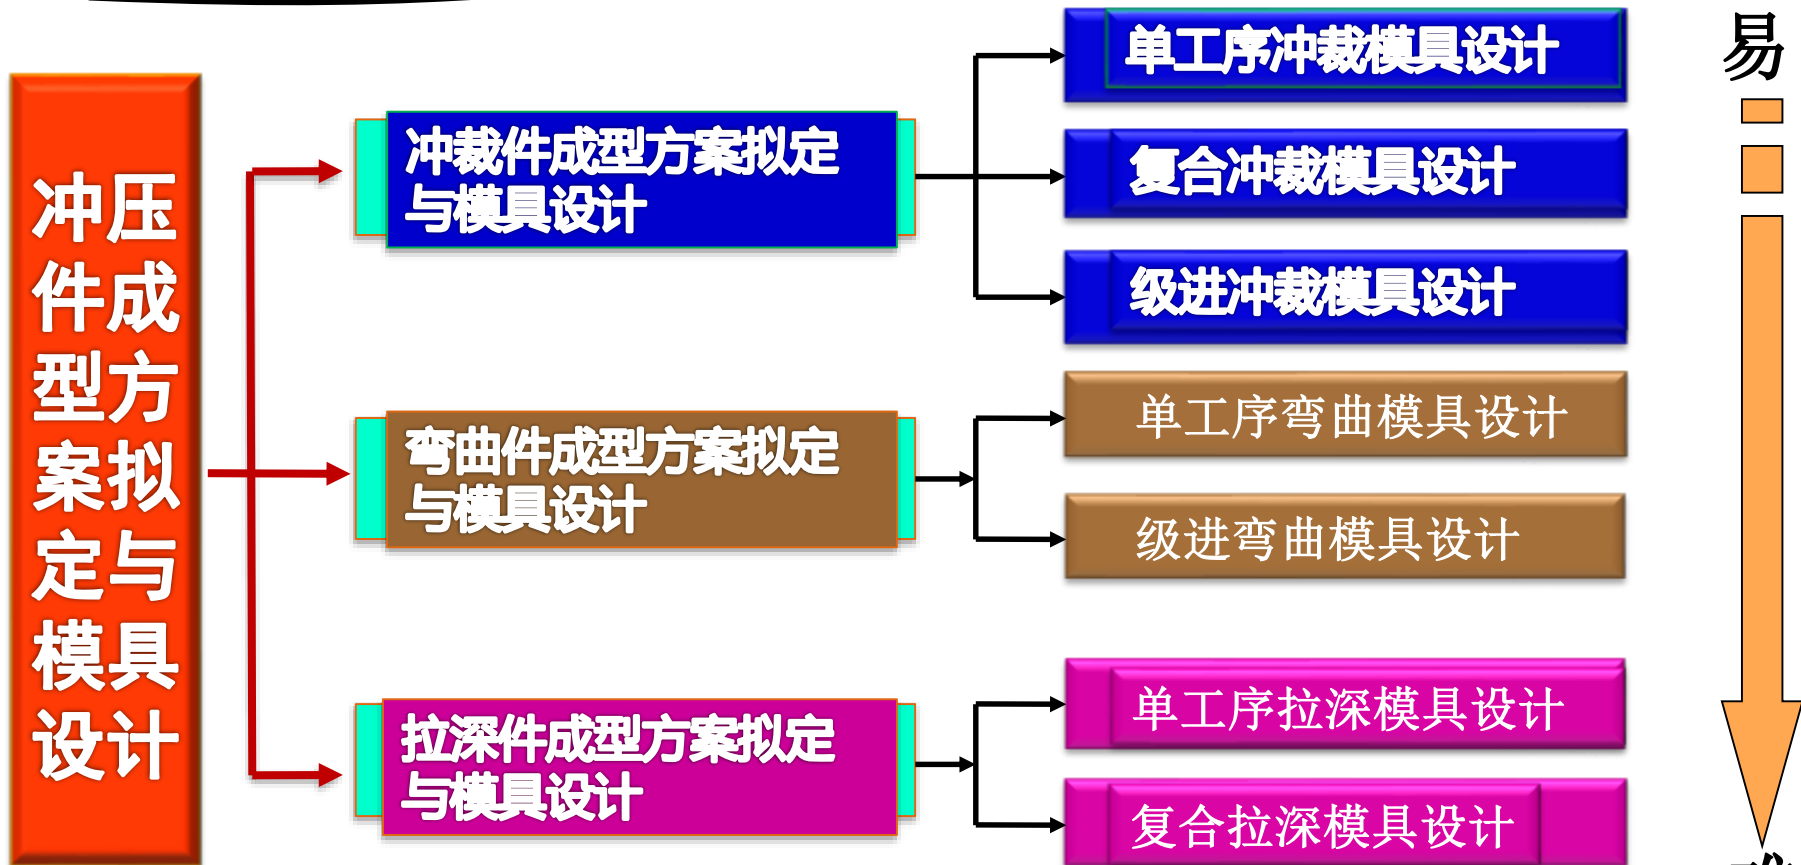 冲压
件成
型方
案拟
定与
模具
设计
冲裁件成型方案拟定
与模具设计
单工序冲裁模具设计
复合冲裁模具设计
级进冲裁模具设计
弯曲件成型方案拟定
与模具设计
单工序弯曲模具设计
级进弯曲模具设计
拉深件成型方案拟定
与模具设计
单工序拉深模具设计
复合拉深模具设计
易